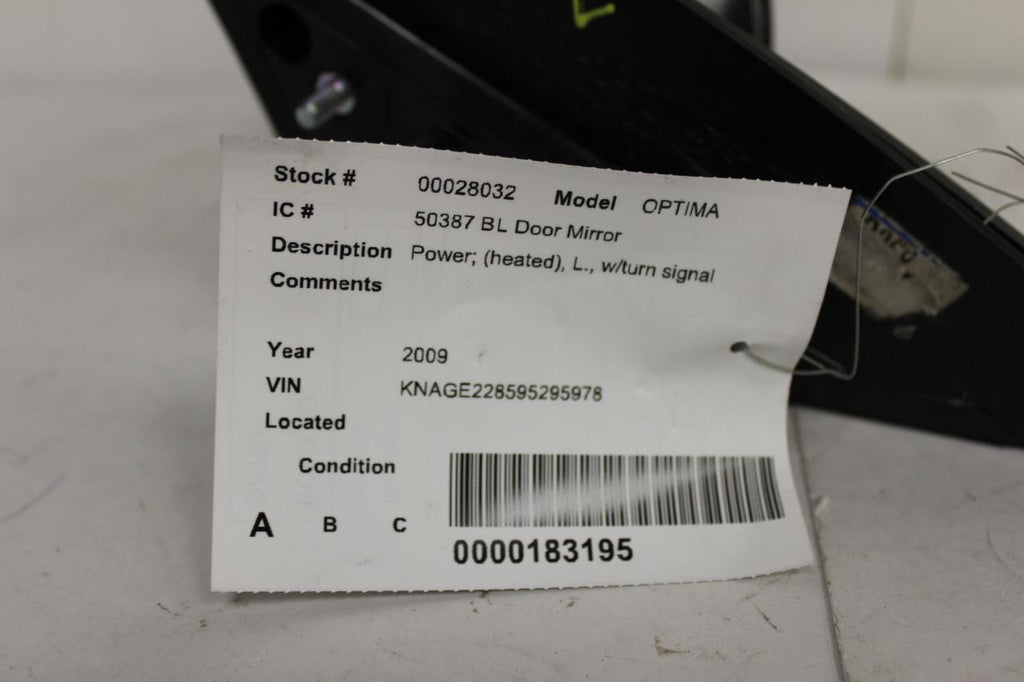 Stock # 00028032 Model OPTIMA
IC # 50387 BL Door Mirror
Description Power; (heated), L., w/turn signal
Comments
Year 2009
VIN KNAGE228595295978
Located
Condition
A B C
0000183195